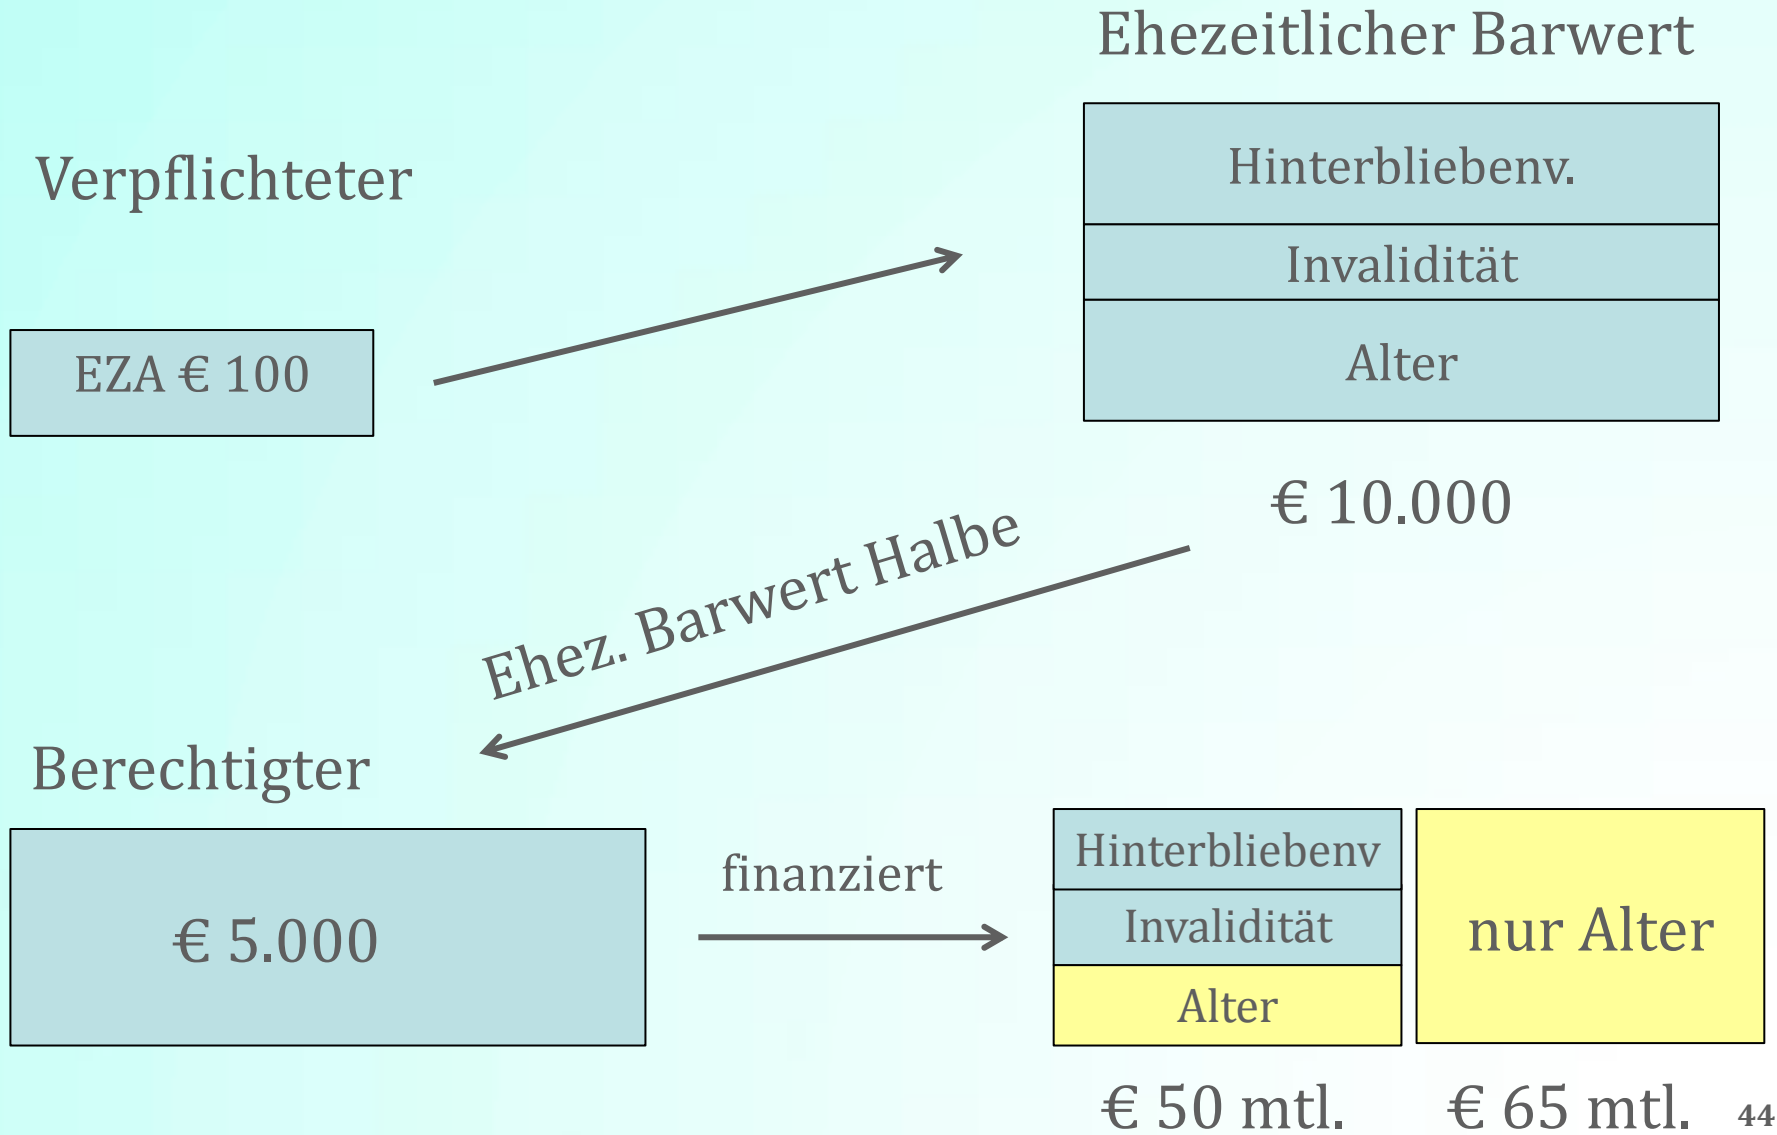 Ehezeitlicher Barwert
Verpflichteter
Hinterbliebenv.
Invalidität
Alter
EZA € 100
€ 10.000
Ehez. Barwert Halbe
Berechtigter
€ 5.000
finanziert
Hinterbliebenv
Invalidität
Alter
nur Alter
€ 50 mtl.
€ 65 mtl.
44